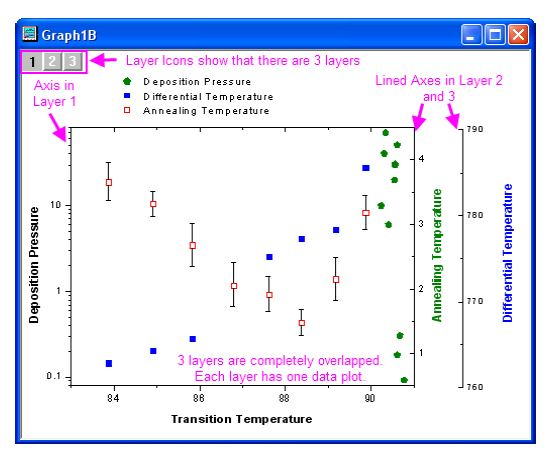 Graph1B
1 2 3
Layer Icons show that there are 3 layers
Axis in
Layer 1
Deposition Pressure
Differential Temperature
Annealing Temperature
Lined Axes in Layer 2
and 3
10
1
0.1
Deposition Pressure
84 86 88 90
Transition Temperature
4
3
2
1
Annealing Temperature
790
780
770
760
Differential Temperature
3 layers are completely overlapped.
Each layer has one data plot.